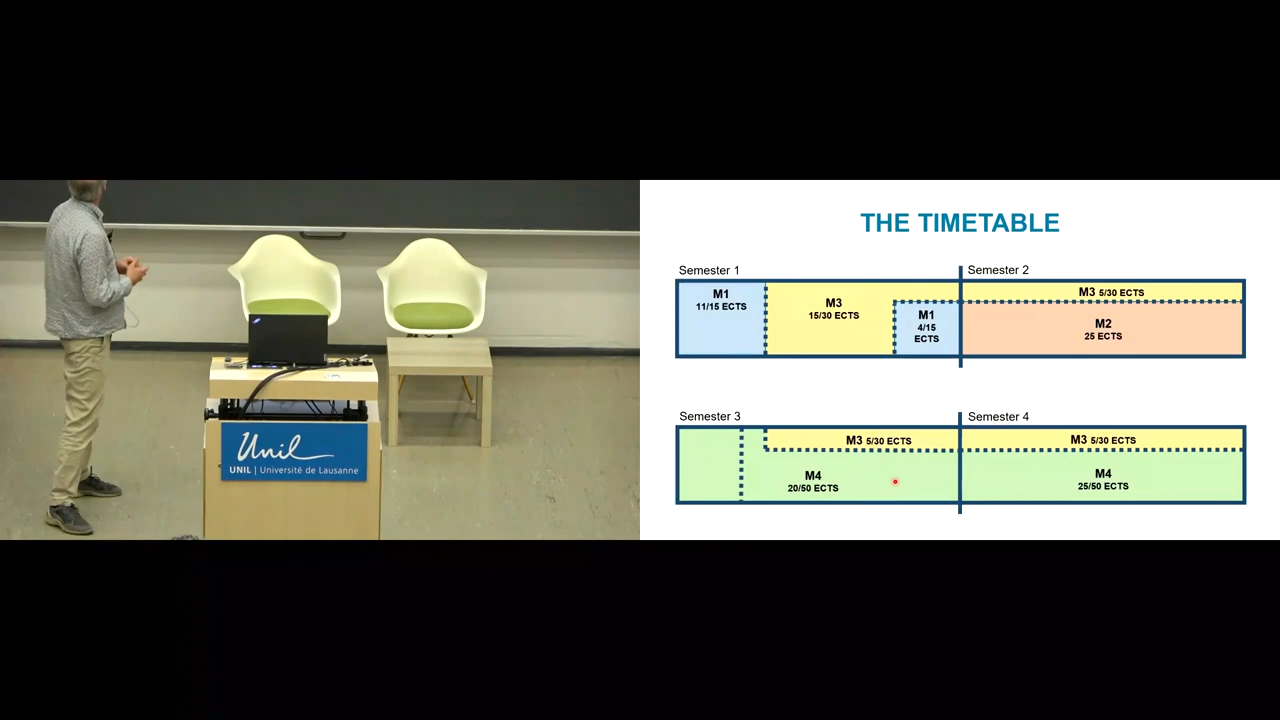 Unil
UNIL | Université de Lausanne
THE TIMETABLE
Semester 1
Semester 2
M1
11/15 ECTS
M3
15/30 ECTS
M1
4/15
ECTS
M3 5/30 ECTS
M2
25 ECTS
Semester 3
Semester 4
M3 5/30 ECTS
M4
20/50 ECTS
M3 5/30 ECTS
M4
25/50 ECTS